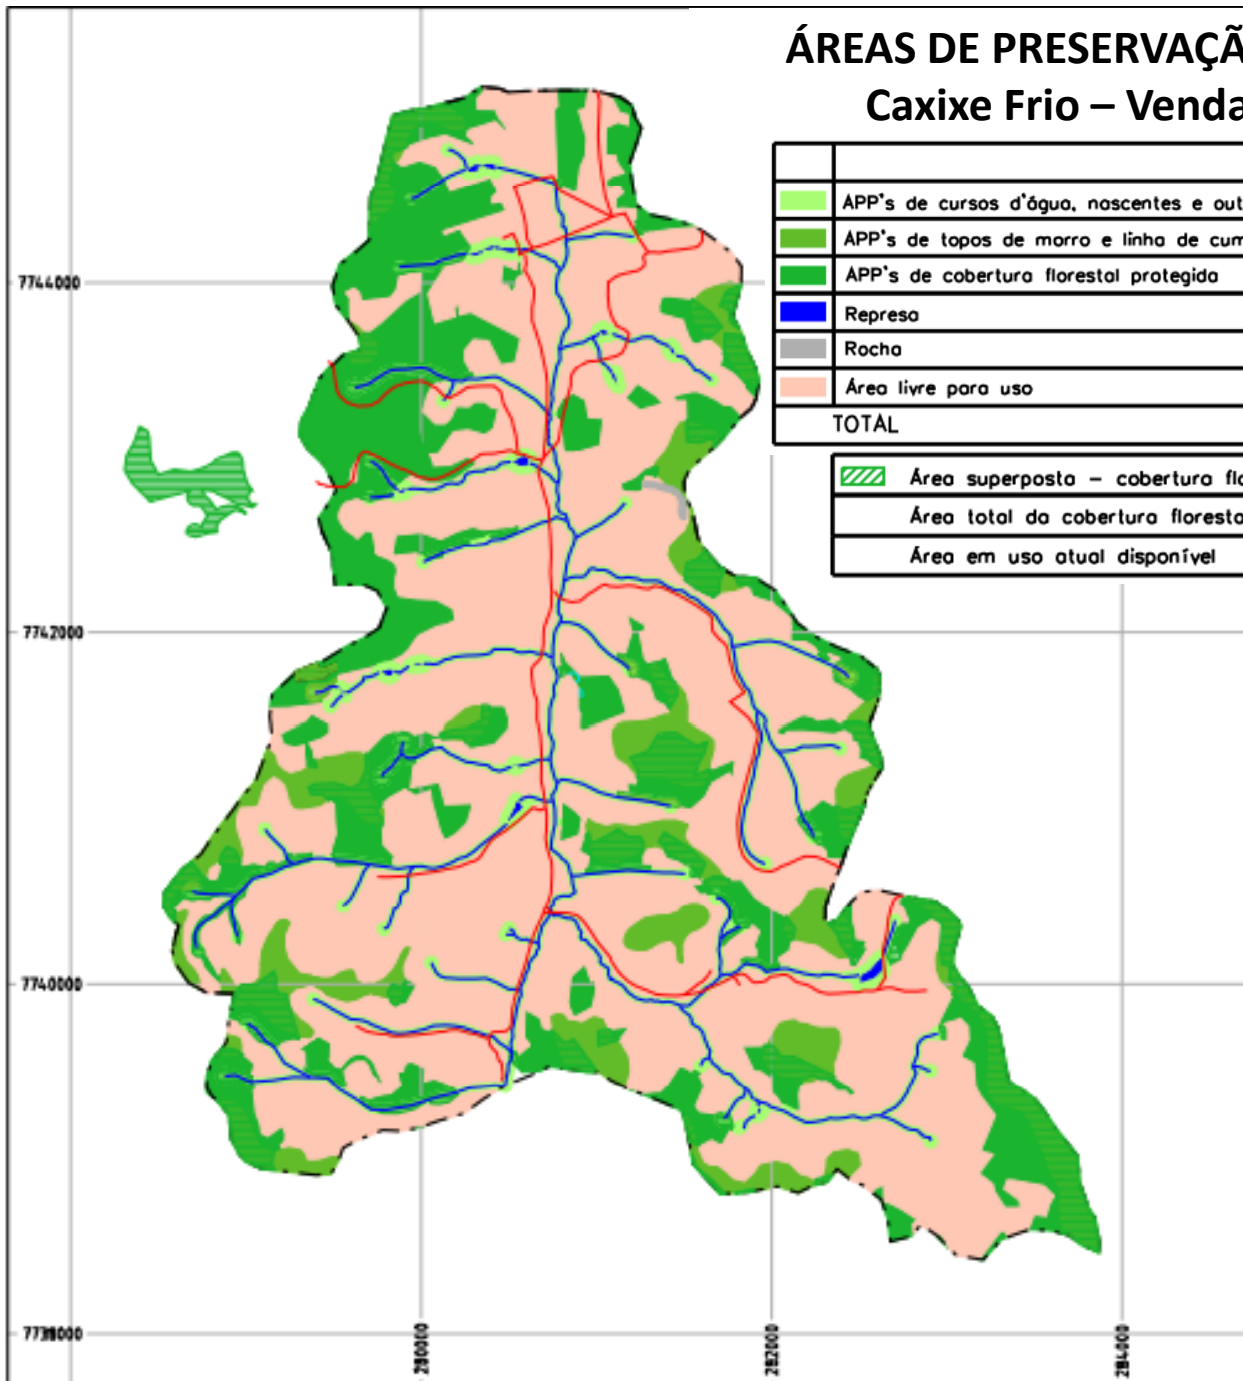 ÁREAS DE PRESERVAÇÃ
Caxixe Frio – Venda
APP's de cursos d'água, nascentes e out
APP's de topos de morro e linha de cum
APP's de cobertura florestal protegida
Represa
Rocha
Área livre para uso
TOTAL
Área superposta – cobertura flo
Área total da cobertura floresta
Área em uso atual disponível
7744000
7742000
7740000
280000
282000
284000